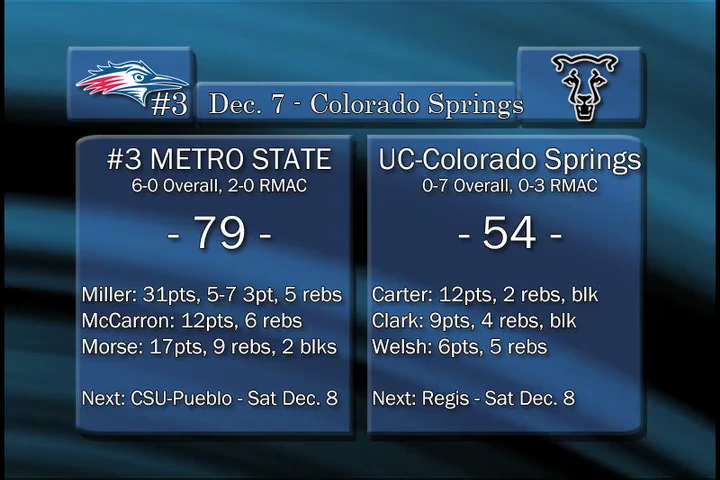 #3 Dec. 7 - Colorado Springs
#3 METRO STATE
6-0 Overall, 2-0 RMAC
- 79 -
Miller: 31pts, 5-7 3pt, 5 rebs
McCarron: 12pts, 6 rebs
Morse: 17pts, 9 rebs, 2 blks
Next: CSU-Pueblo - Sat Dec. 8
UC-Colorado Springs
0-7 Overall, 0-3 RMAC
- 54 -
Carter: 12pts, 2 rebs, blk
Clark: 9pts, 4 rebs, blk
Welsh: 6pts, 5 rebs
Next: Regis - Sat Dec. 8